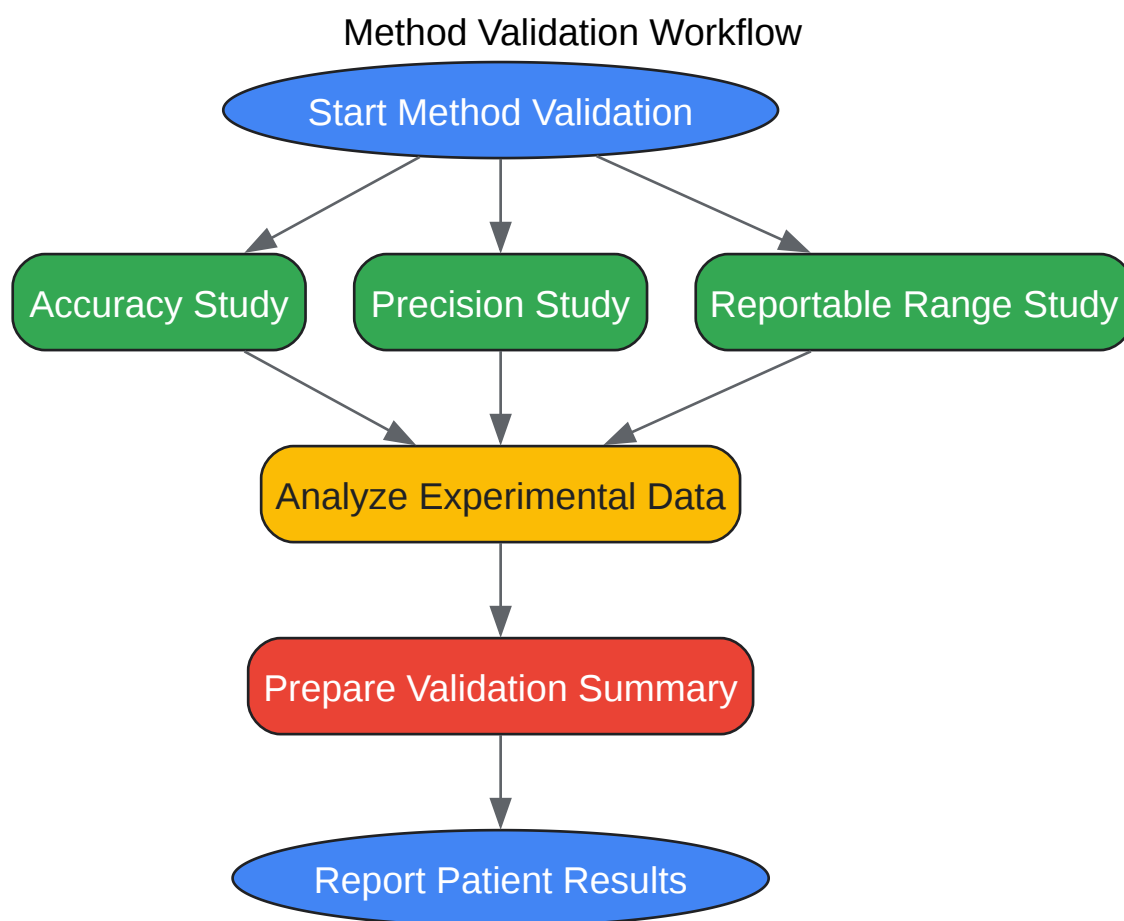 Method Validation Workflow
Start Method Validation
Accuracy Study
Precision Study
Reportable Range Study
Analyze Experimental Data
Prepare Validation Summary
Report Patient Results